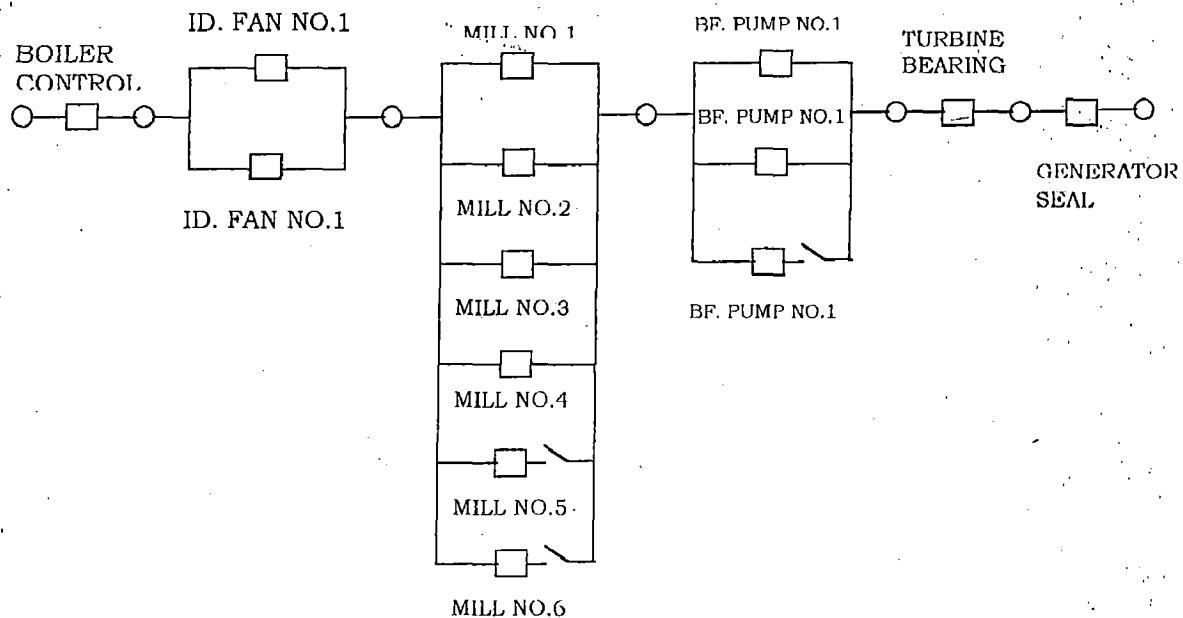 BOILER
CONTROL
ID. FAN NO.1
ID. FAN NO.1
MILL NO.1
MILL NO.2
MILL NO.3
MILL NO.4
MILL NO.5
MILL NO.6
BF. PUMP NO.1
BF. PUMP NO.1
BF. PUMP NO.1
TURBINE
BEARING
GENERATOR
SEAL